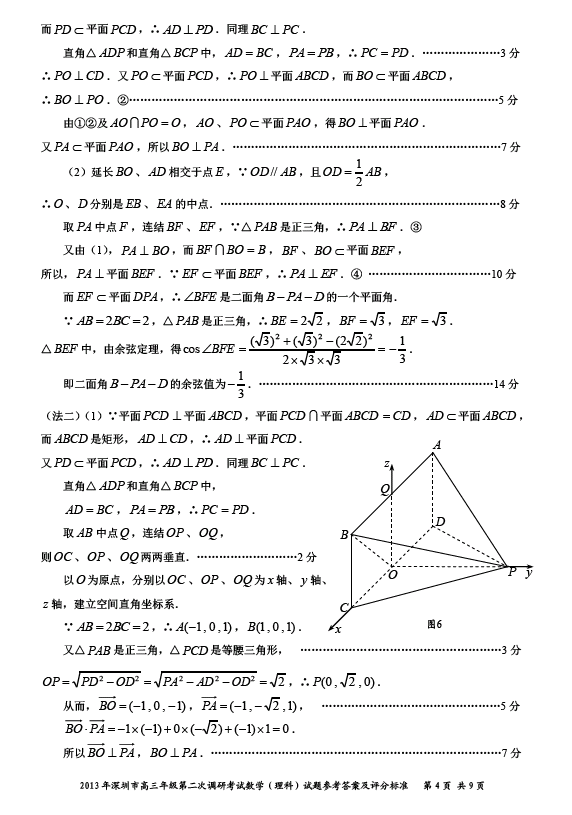 而PD⊂平面PCD，∴AD⊥PD．同理BC⊥PC．
直角△ADP和直角△BCP中，AD=BC，PA=PB，∴PC=PD．…………………3分
∴PO⊥CD．又PO⊂平面PCD，∴PO⊥平面ABCD，而BO⊂平面ABCD，
∴BO⊥PO．②………………………………………………………………………………5分
由①②及AO∩PO=O，AO、PO⊂平面PAO，得BO⊥平面PAO．
又PA⊂平面PAO，所以BO⊥PA．…………………………………………………………7分
（2）延长BO、AD相交于点E，∵OD//AB，且OD=1/2AB，
∴O、D分别是EB、EA的中点．……………………………………………………………8分
取PA中点F，连结BF、EF，∵△PAB是正三角，∴PA⊥BF．③
又由（1），PA⊥BO，而BF∩BO=B，BF、BO⊂平面BEF，
所以，PA⊥平面BEF．∵EF⊂平面BEF，∴PA⊥EF．④ …………………………10分
而EF⊂平面DPA，∴∠BFE是二面角B−PA−D的一个平面角．
∵AB=2BC=2，△PAB是正三角，∴BE=2√2，BF=√3，EF=√3．
△BEF中，由余弦定理，得cos∠BFE=((√3)²+(√3)²−(2√2)²)/(2×√3×√3)=−1/3．
即二面角B−PA−D的余弦值为−1/3．……………………………………………………14分
（法二）（1）∵平面PCD⊥平面ABCD，平面PCD∩平面ABCD=CD，AD⊂平面ABCD，
而ABCD是矩形，AD⊥CD，∴AD⊥平面PCD．
又PD⊂平面PCD，∴AD⊥PD．同理BC⊥PC．
直角△ADP和直角△BCP中，
AD=BC，PA=PB，∴PC=PD．
取AB中点Q，连结OP、OQ，
则OC、OP、OQ两两垂直．……………………2分
以O为原点，分别以OC、OP、OQ为x轴、y轴、
z轴，建立空间直角坐标系．
∵AB=2BC=2，∴A(−1,0,1)，B(1,0,1)．
A
z
Q
D
B
O
P
y
C
x
图6
又△PAB是正三角，△PCD是等腰三角形， ……………………………………………3分
OP=√(PD²−OD²)=√(PA²−AD²−OD²)=√2，∴P(0,√2,0)．
从而，BO→=(−1,0,−1)，PA→=(−1,−√2,1)， ………………………………………5分
BO→·PA→=−1×(−1)+0×(−√2)+(−1)×1=0．
所以BO→⊥PA→，BO⊥PA．………………………………………………………………7分
2013年深圳市高三年级第二次调研考试数学（理科）试题参考答案及评分标准 第4页 共9页